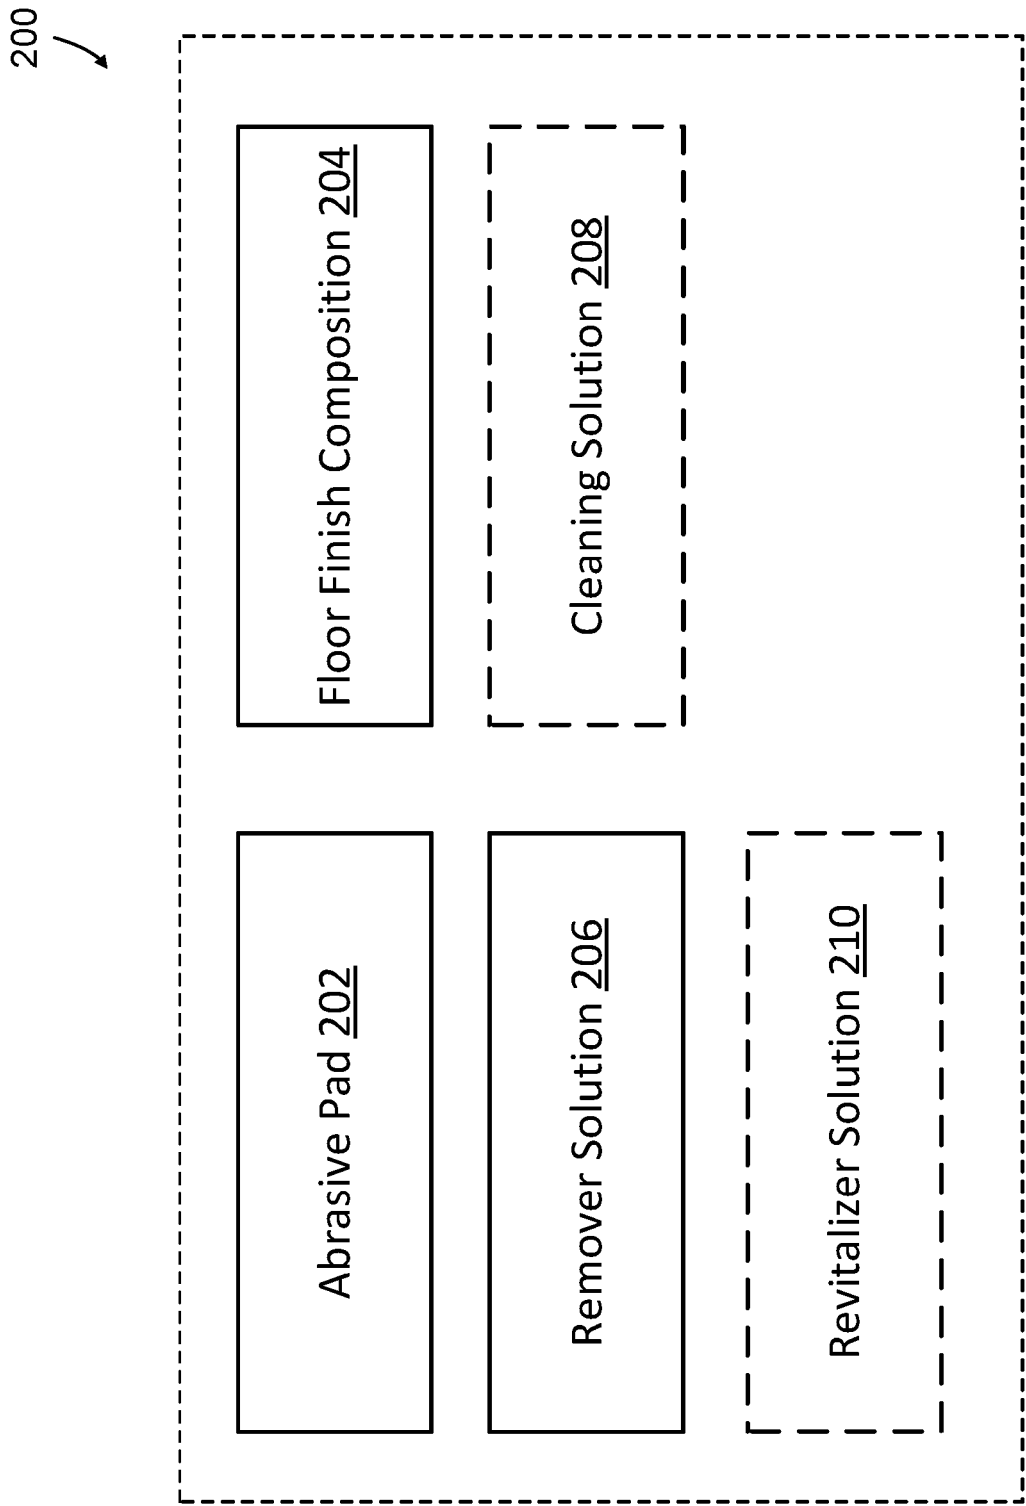 200
Abrasive Pad 202
Floor Finish Composition 204
Remover Solution 206
Cleaning Solution 208
Revitalizer Solution 210